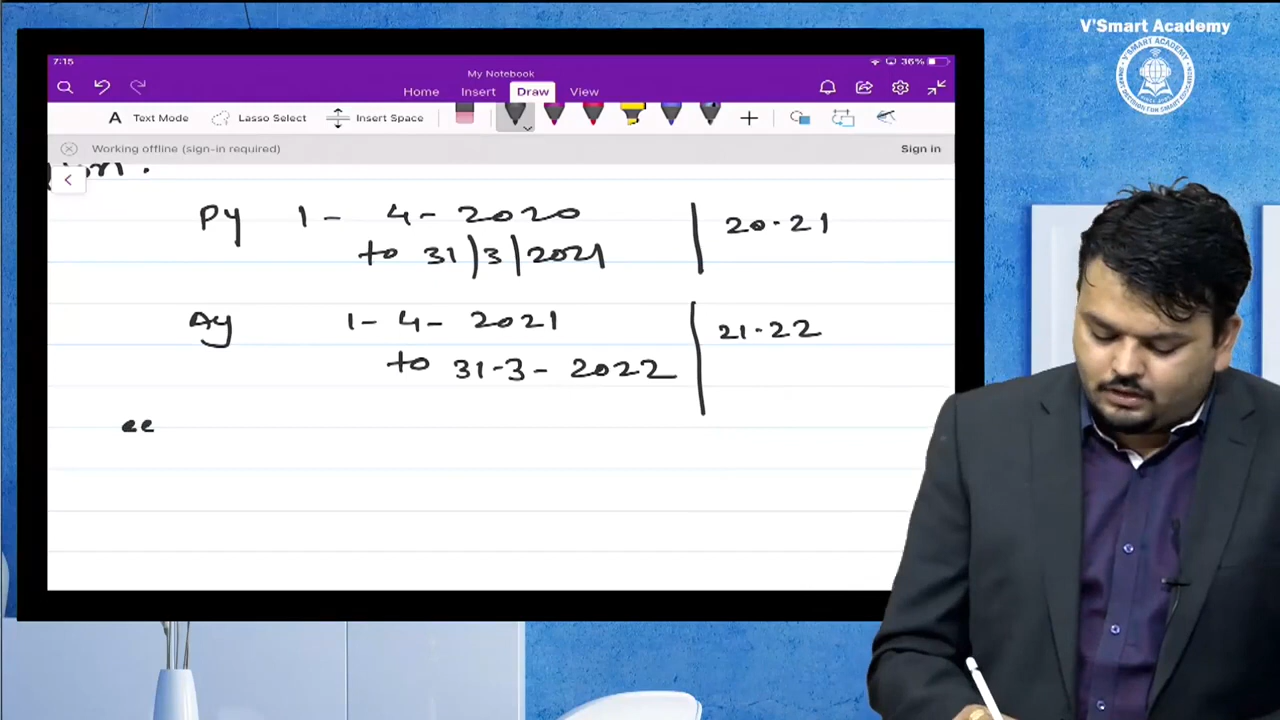 V'Smart Academy
7:15
36%
My Notebook
Home Insert Draw View
Text Mode Lasso Select Insert Space
Working offline (sign-in required) Sign in
Py 1 - 4 - 2020 20-21
to 31/3/2021
Ay 1 - 4 - 2021 21-22
to 31-3-2022